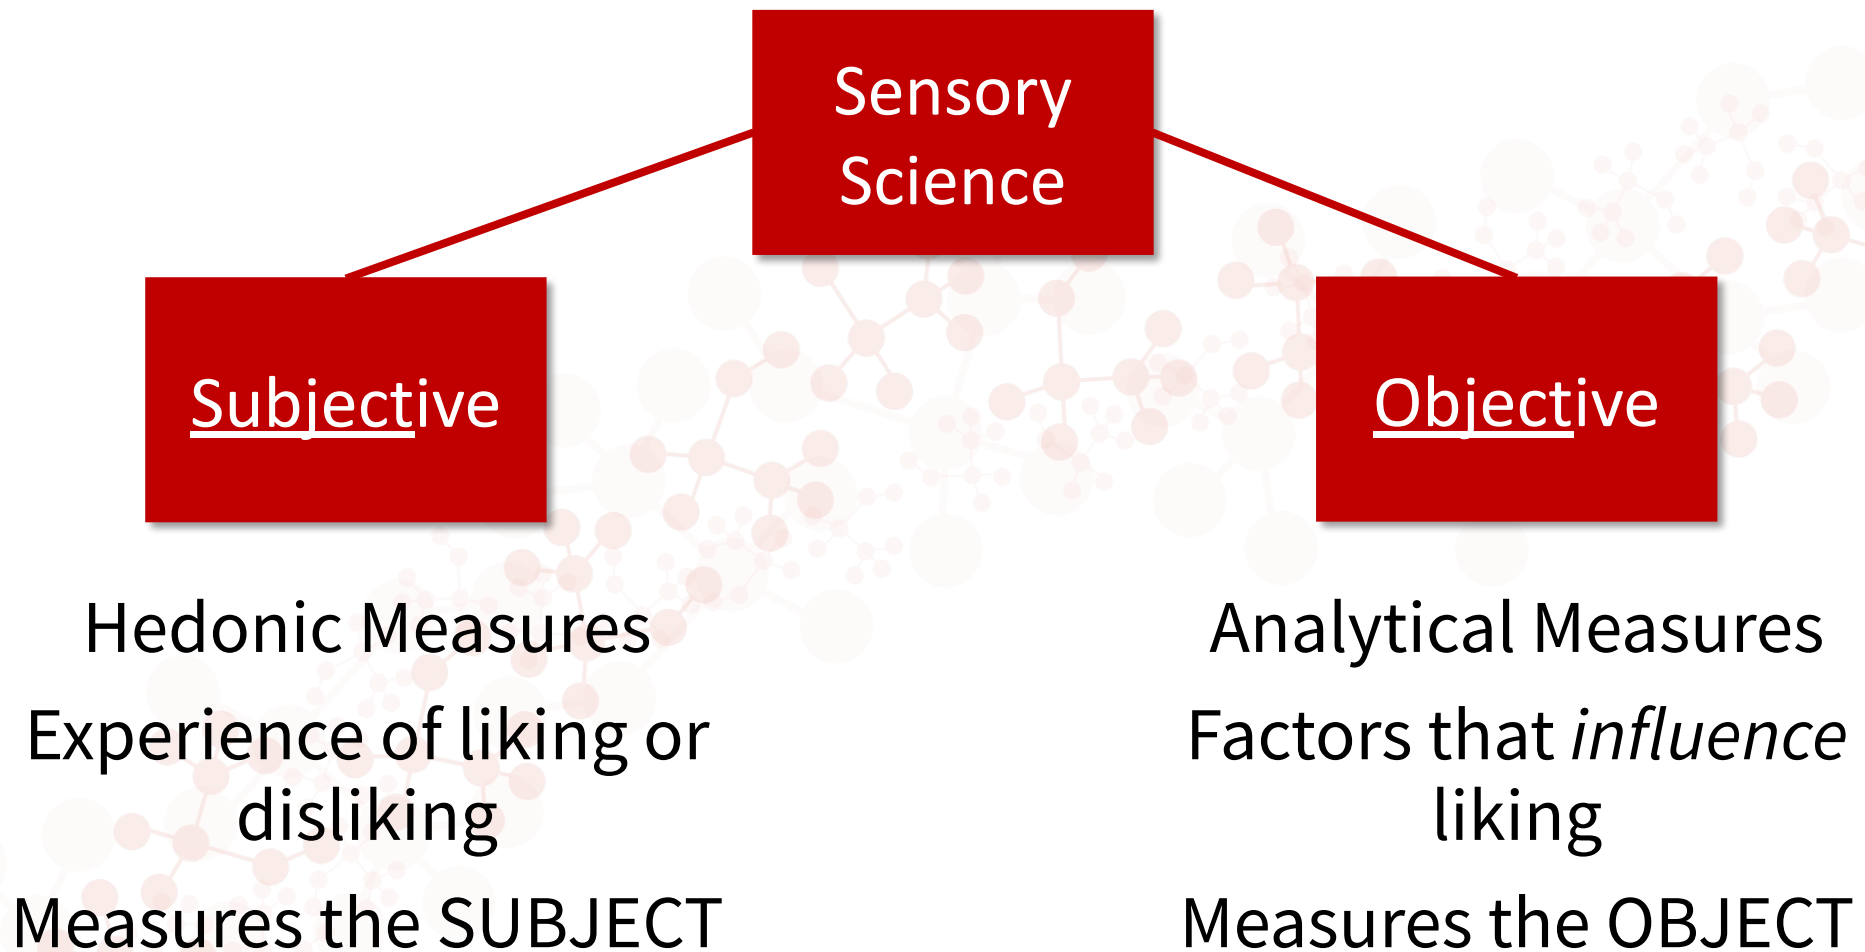 Sensory
Science
Subjective
Objective
Hedonic Measures
Experience of liking or
disliking
Measures the SUBJECT
Analytical Measures
Factors that influence
liking
Measures the OBJECT